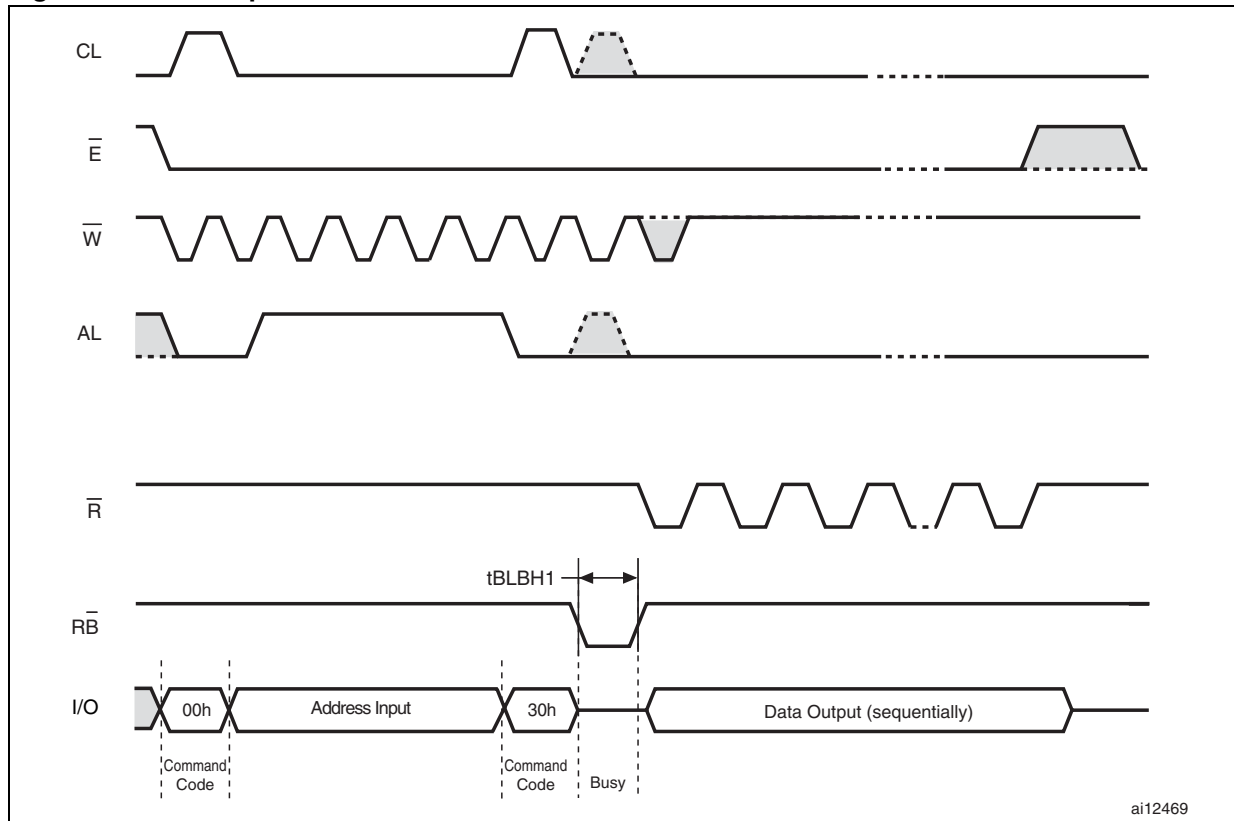 CL
E̅
W̅
AL
R̅
tBLBH1
RB̅
I/O
00h
Address Input
30h
Data Output (sequentially)
Command
Code
Command
Code
Busy
ai12469